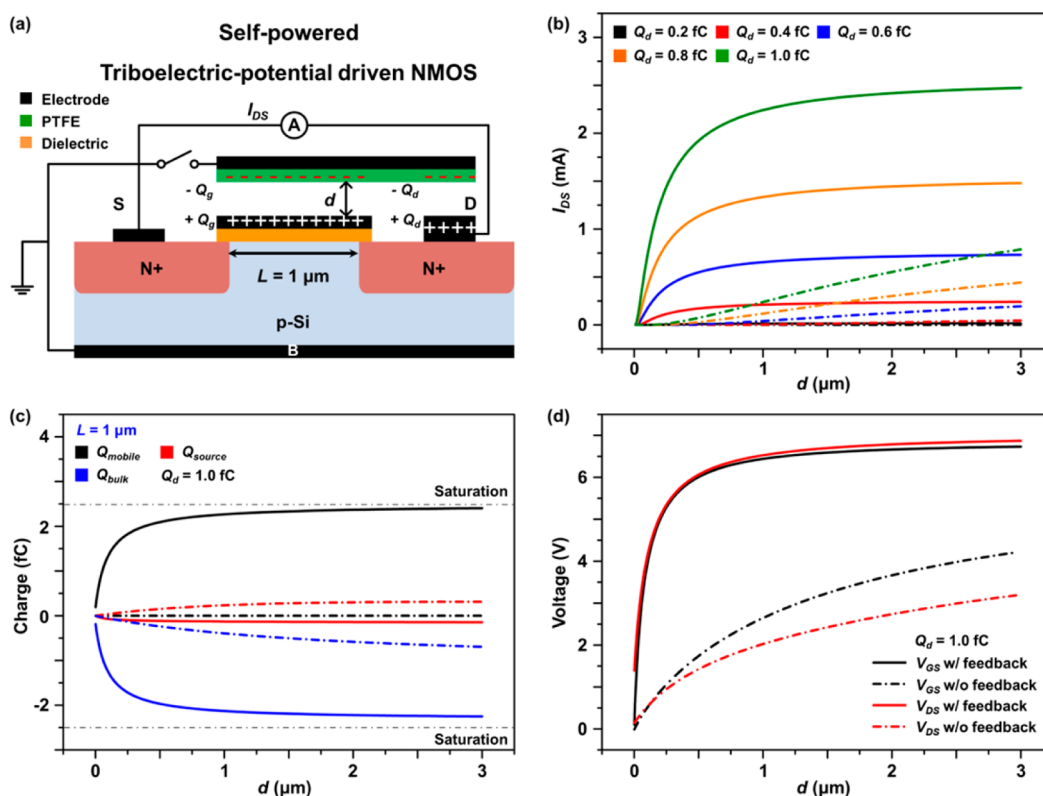 (a)
Self-powered
Triboelectric-potential driven NMOS
Electrode
PTFE
Dielectric
I_DS
A
- Q_g
- Q_d
S
d
D
+ Q_g
+ Q_d
+++++++++++++
++++
N+
L = 1 µm
N+
p-Si
B
(b)
Q_d = 0.2 fC Q_d = 0.4 fC Q_d = 0.6 fC
Q_d = 0.8 fC Q_d = 1.0 fC
3
2
1
0
I_DS (mA)
0 1 2 3
d (µm)
(c)
L = 1 µm
Q_mobile Q_source
Q_bulk Q_d = 1.0 fC
Saturation
4
2
0
-2
Charge (fC)
Saturation
0 1 2 3
d (µm)
(d)
6
4
2
0
Voltage (V)
Q_d = 1.0 fC
V_GS w/ feedback
V_GS w/o feedback
V_DS w/ feedback
V_DS w/o feedback
0 1 2 3
d (µm)